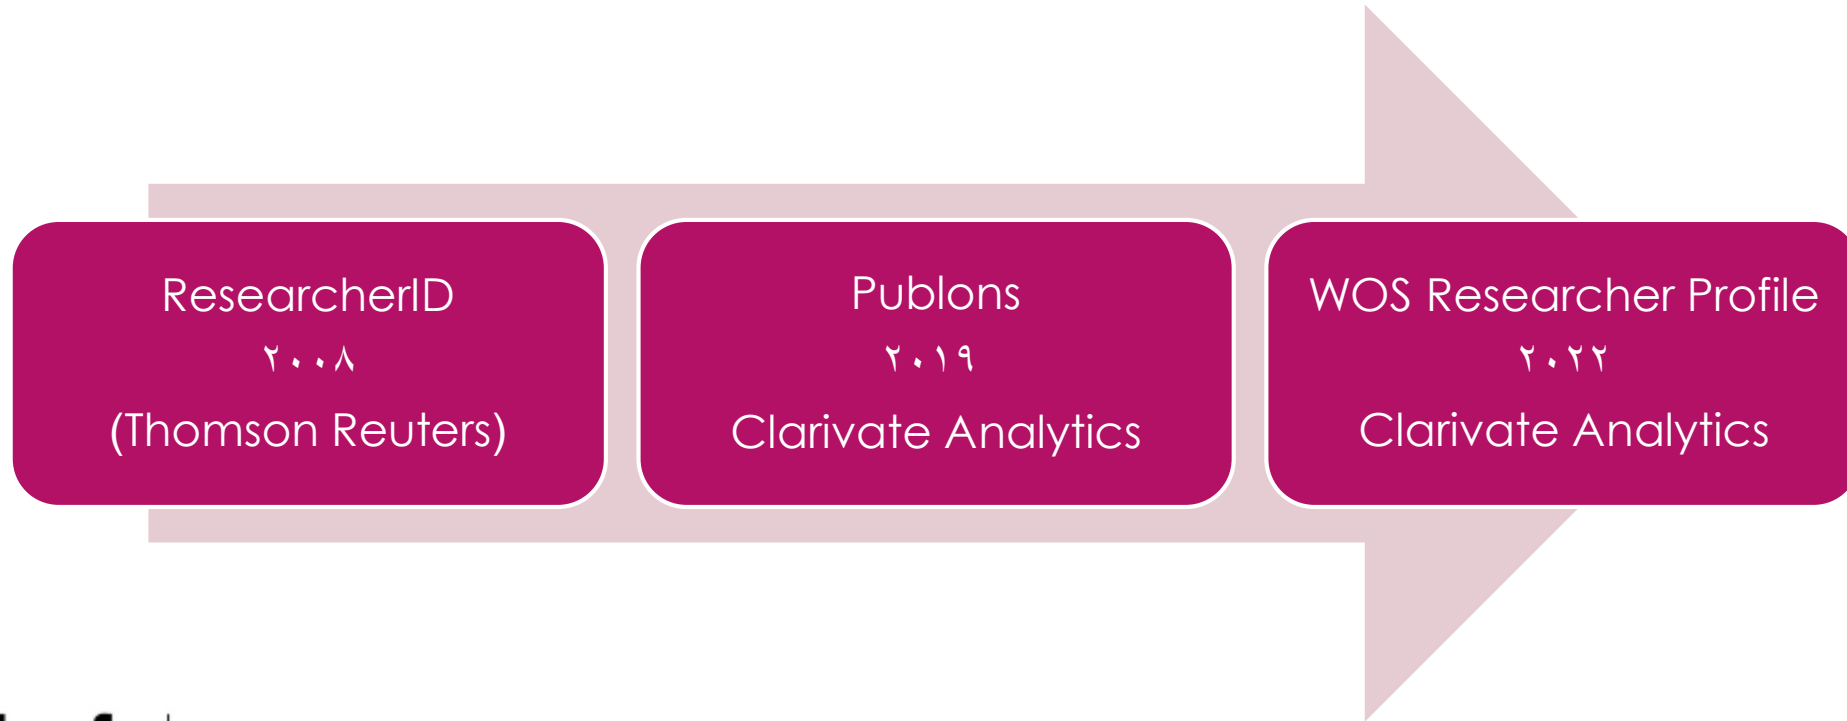 ResearcherID
۲۰۰۸
(Thomson Reuters)
Publons
۲۰۱۹
Clarivate Analytics
WOS Researcher Profile
۲۰۲۲
Clarivate Analytics